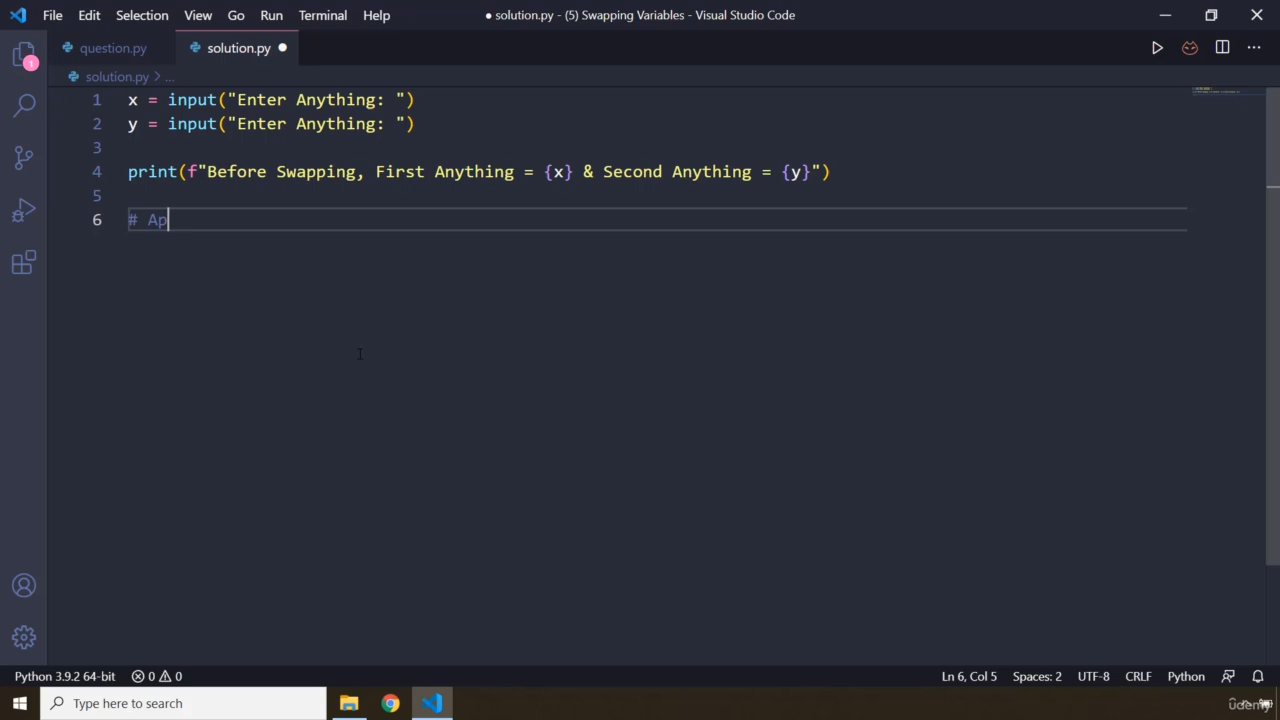 File Edit Selection View Go Run Terminal Help
● solution.py - (5) Swapping Variables - Visual Studio Code
question.py
solution.py ●
solution.py > ...
1 x = input("Enter Anything: ")
2 y = input("Enter Anything: ")
3
4 print(f"Before Swapping, First Anything = {x} & Second Anything = {y}")
5
6 # Ap
1
Python 3.9.2 64-bit 0 0
Ln 6, Col 5 Spaces: 2 UTF-8 CRLF Python
Type here to search
udemy